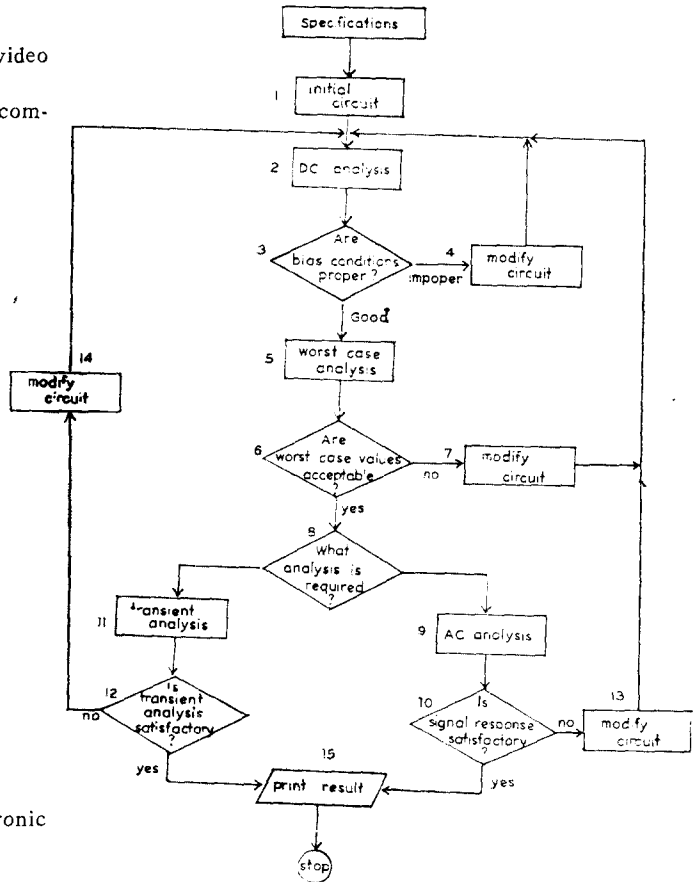 video
com-
Specifications
1
initial
circuit
2
DC analysis
3
Are
bias conditions
proper?
4
impoper
modify
circuit
Good
5
worst case
analysis
14
modify
circuit
6
Are
worst case values
acceptable
?
7
no
modify
circuit
yes
8
What
analysis is
required
?
11
transient
analysis
9
AC analysis
12
no
Is
transient
analysis
satisfactory
?
10
Is
signal response
satisfactory
?
no
13
modify
circuit
yes
15
print result
yes
stop
ronic